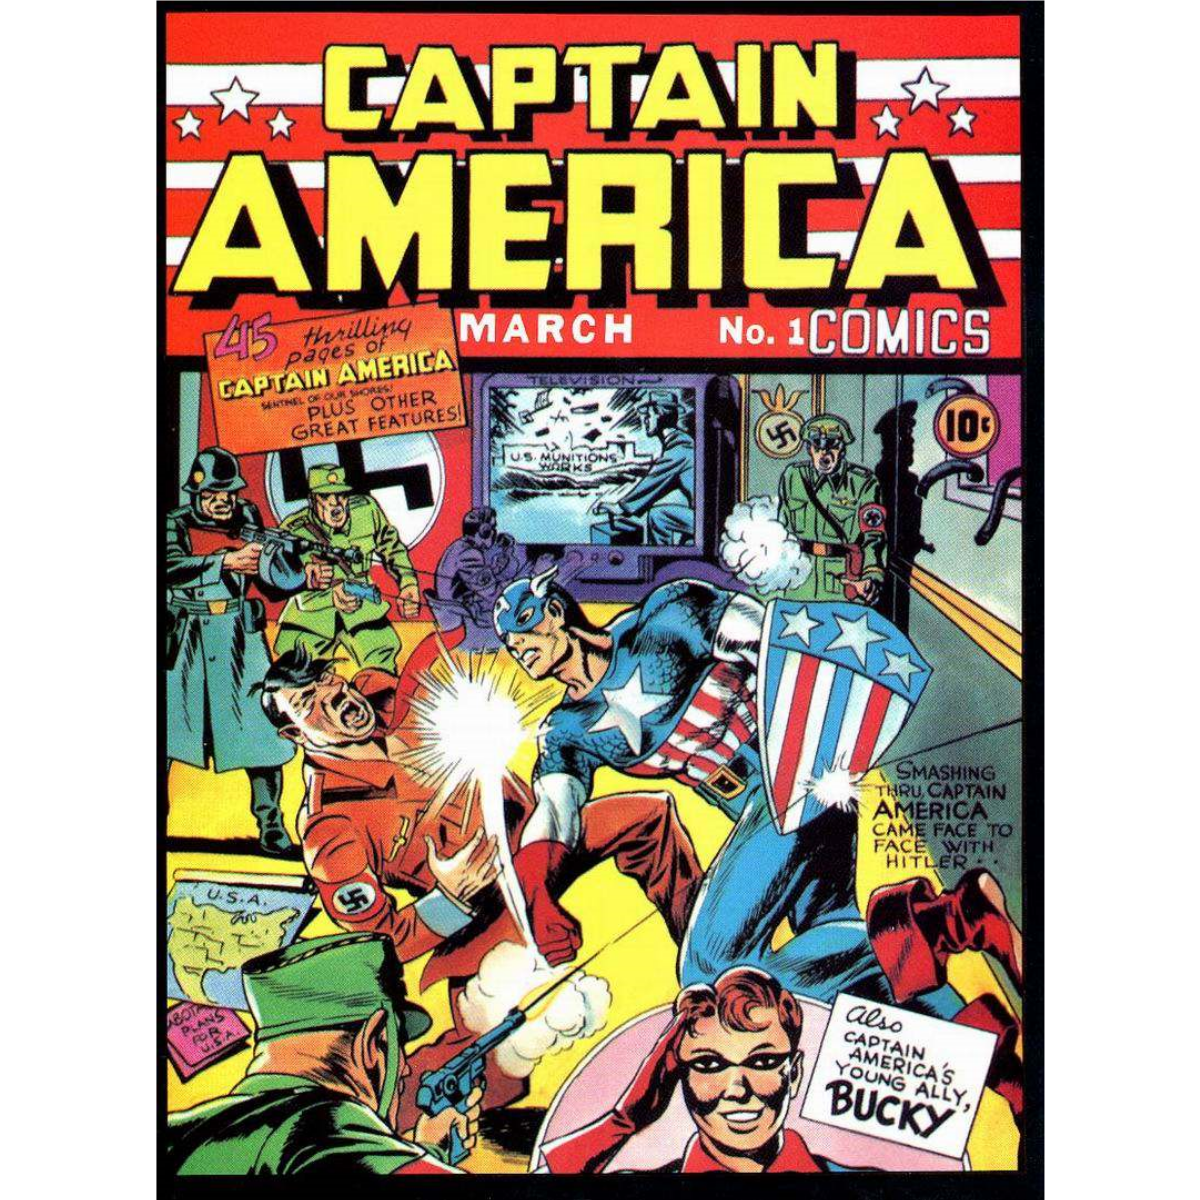 CAPTAIN
AMERICA
MARCH No. 1 COMICS
45 thrilling
pages of
CAPTAIN AMERICA
SENTINEL OF OUR SHORES!
PLUS OTHER
GREAT FEATURES!
TELEVISION
U.S. MUNITIONS
WORKS
10¢
SMASHING
THRU, CAPTAIN
AMERICA
CAME FACE TO
FACE WITH
HITLER . .
U.S.A.
PLANS
FOR
U.S.A.
Also
CAPTAIN
AMERICA'S
YOUNG ALLY,
BUCKY